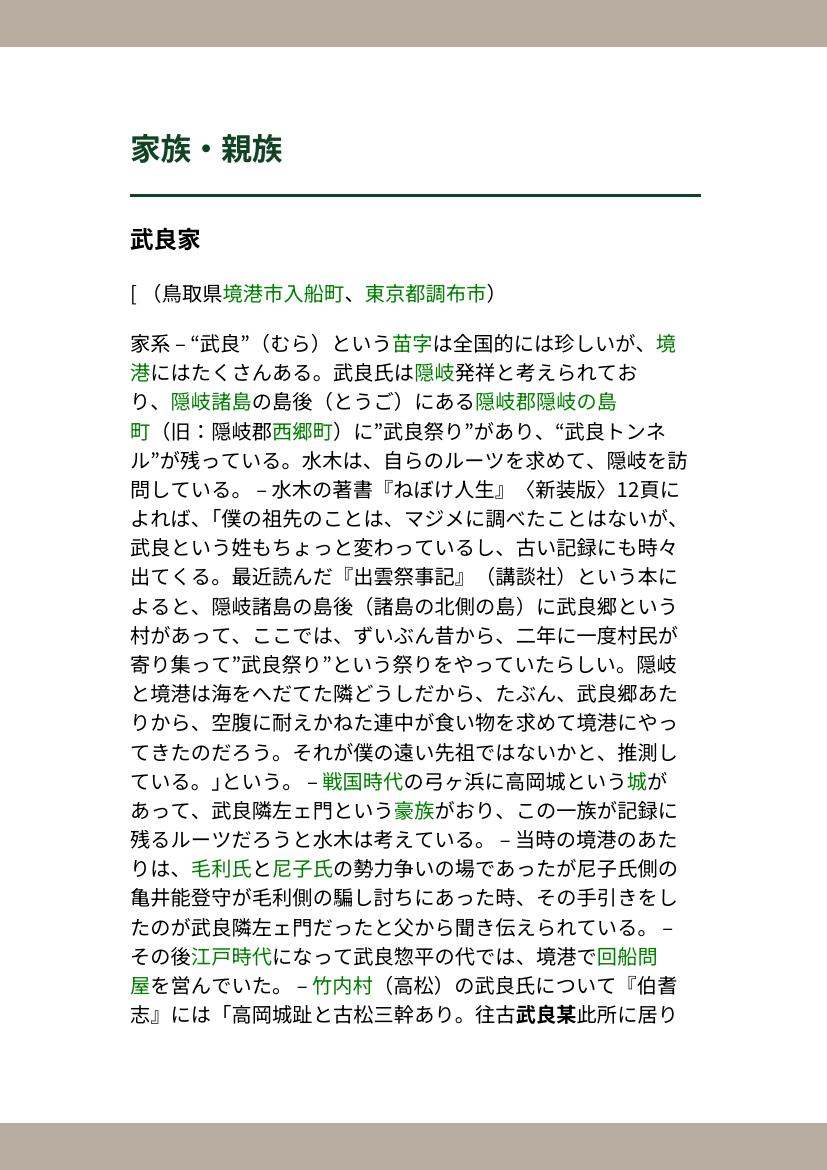 家族・親族
武良家
[ （鳥取県境港市入船町、東京都調布市）
家系 – “武良”（むら）という苗字は全国的には珍しいが、境
港にはたくさんある。武良氏は隠岐発祥と考えられてお
り、隠岐諸島の島後（とうご）にある隠岐郡隠岐の島
町（旧：隠岐郡西郷町）に”武良祭り”があり、“武良トンネ
ル”が残っている。水木は、自らのルーツを求めて、隠岐を訪
問している。 – 水木の著書『ねぼけ人生』〈新装版〉12頁に
よれば、「僕の祖先のことは、マジメに調べたことはないが、
武良という姓もちょっと変わっているし、古い記録にも時々
出てくる。最近読んだ『出雲祭事記』（講談社）という本に
よると、隠岐諸島の島後（諸島の北側の島）に武良郷という
村があって、ここでは、ずいぶん昔から、二年に一度村民が
寄り集って”武良祭り”という祭りをやっていたらしい。隠岐
と境港は海をへだてた隣どうしだから、たぶん、武良郷あた
りから、空腹に耐えかねた連中が食い物を求めて境港にやっ
てきたのだろう。それが僕の遠い先祖ではないかと、推測し
ている。」という。 – 戦国時代の弓ヶ浜に高岡城という城が
あって、武良隣左ェ門という豪族がおり、この一族が記録に
残るルーツだろうと水木は考えている。 – 当時の境港のあた
りは、毛利氏と尼子氏の勢力争いの場であったが尼子氏側の
亀井能登守が毛利側の騙し討ちにあった時、その手引きをし
たのが武良隣左ェ門だったと父から聞き伝えられている。 –
その後江戸時代になって武良惣平の代では、境港で回船問
屋を営んでいた。 – 竹内村（高松）の武良氏について『伯耆
志』には「高岡城趾と古松三幹あり。往古武良某此所に居り